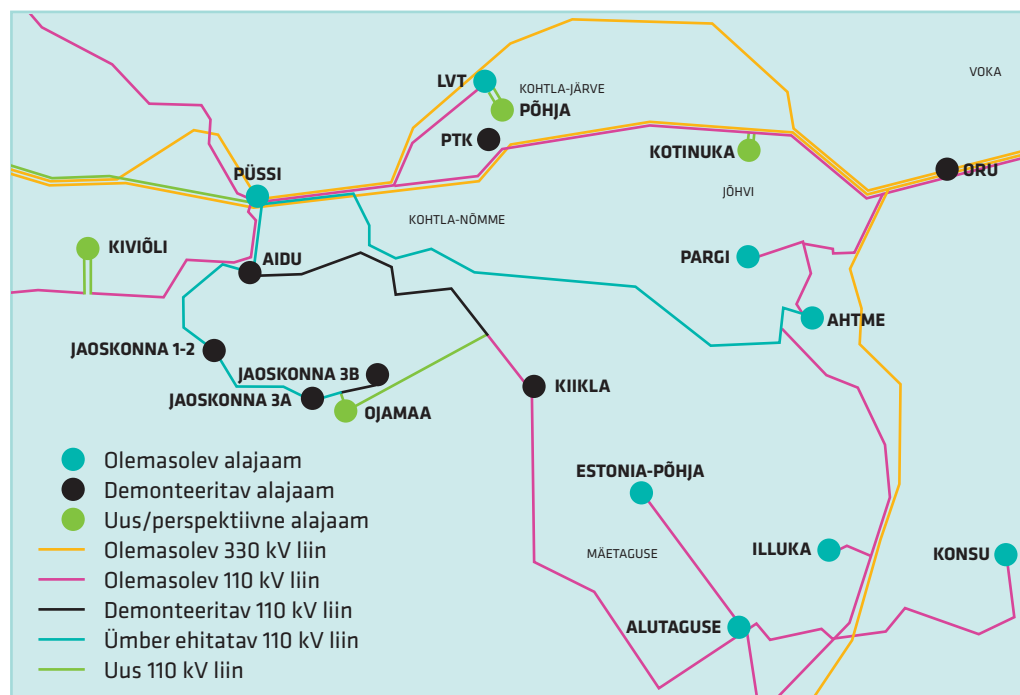 VOKA
LVT
KOHTLA-JÄRVE
PÕHJA
PTK
KOTINUKA
ORU
PÜSSI
JÕHVI
KOHTLA-NÕMME
KIVIÕLI
AIDU
PARGI
AHTME
JAOSKONNA 1-2
JAOSKONNA 3B
JAOSKONNA 3A
OJAMAA
KIIKLA
ESTONIA-PÕHJA
MÄETAGUSE
ILLUKA
KONSU
ALUTAGUSE
Olemasolev alajaam
Demonteeritav alajaam
Uus/perspektiivne alajaam
Olemasolev 330 kV liin
Olemasolev 110 kV liin
Demonteeritav 110 kV liin
Ümber ehitatav 110 kV liin
Uus 110 kV liin